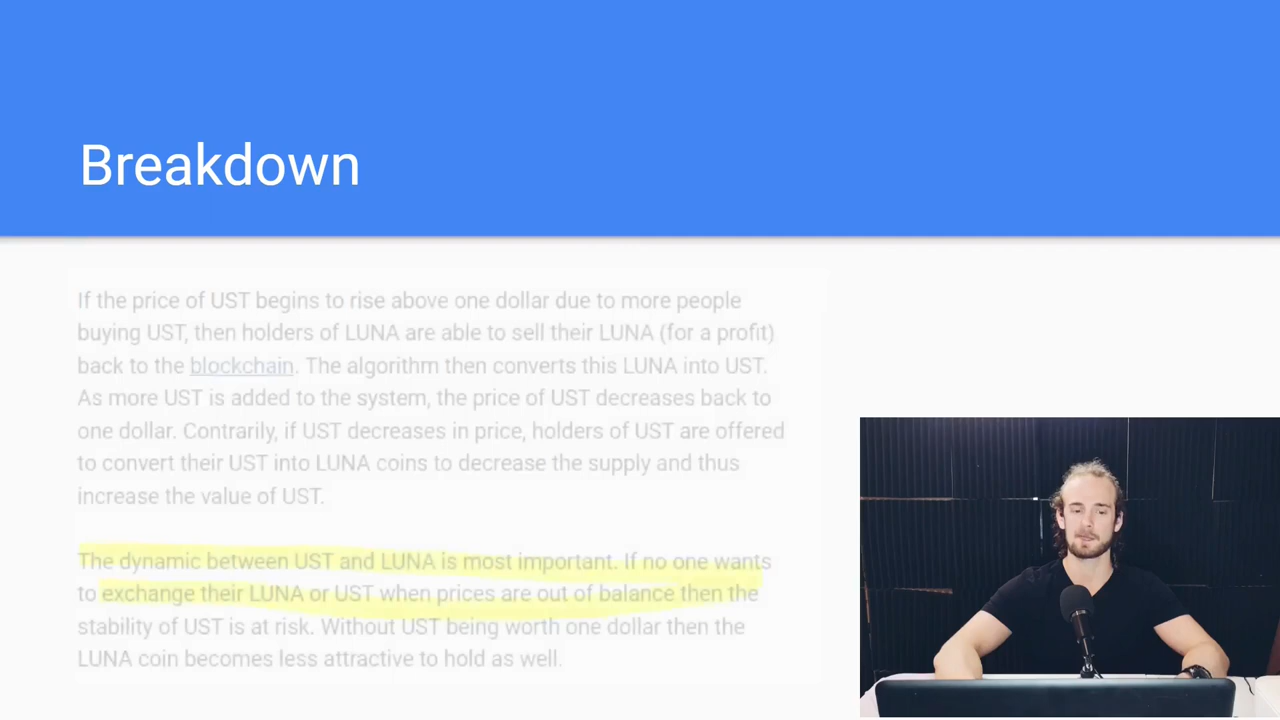 Breakdown
If the price of UST begins to rise above one dollar due to more people
buying UST, then holders of LUNA are able to sell their LUNA (for a profit)
back to the blockchain. The algorithm then converts this LUNA into UST.
As more UST is added to the system, the price of UST decreases back to
one dollar. Contrarily, if UST decreases in price, holders of UST are offered
to convert their UST into LUNA coins to decrease the supply and thus
increase the value of UST.
The dynamic between UST and LUNA is most important. If no one wants
to exchange their LUNA or UST when prices are out of balance then the
stability of UST is at risk. Without UST being worth one dollar then the
LUNA coin becomes less attractive to hold as well.